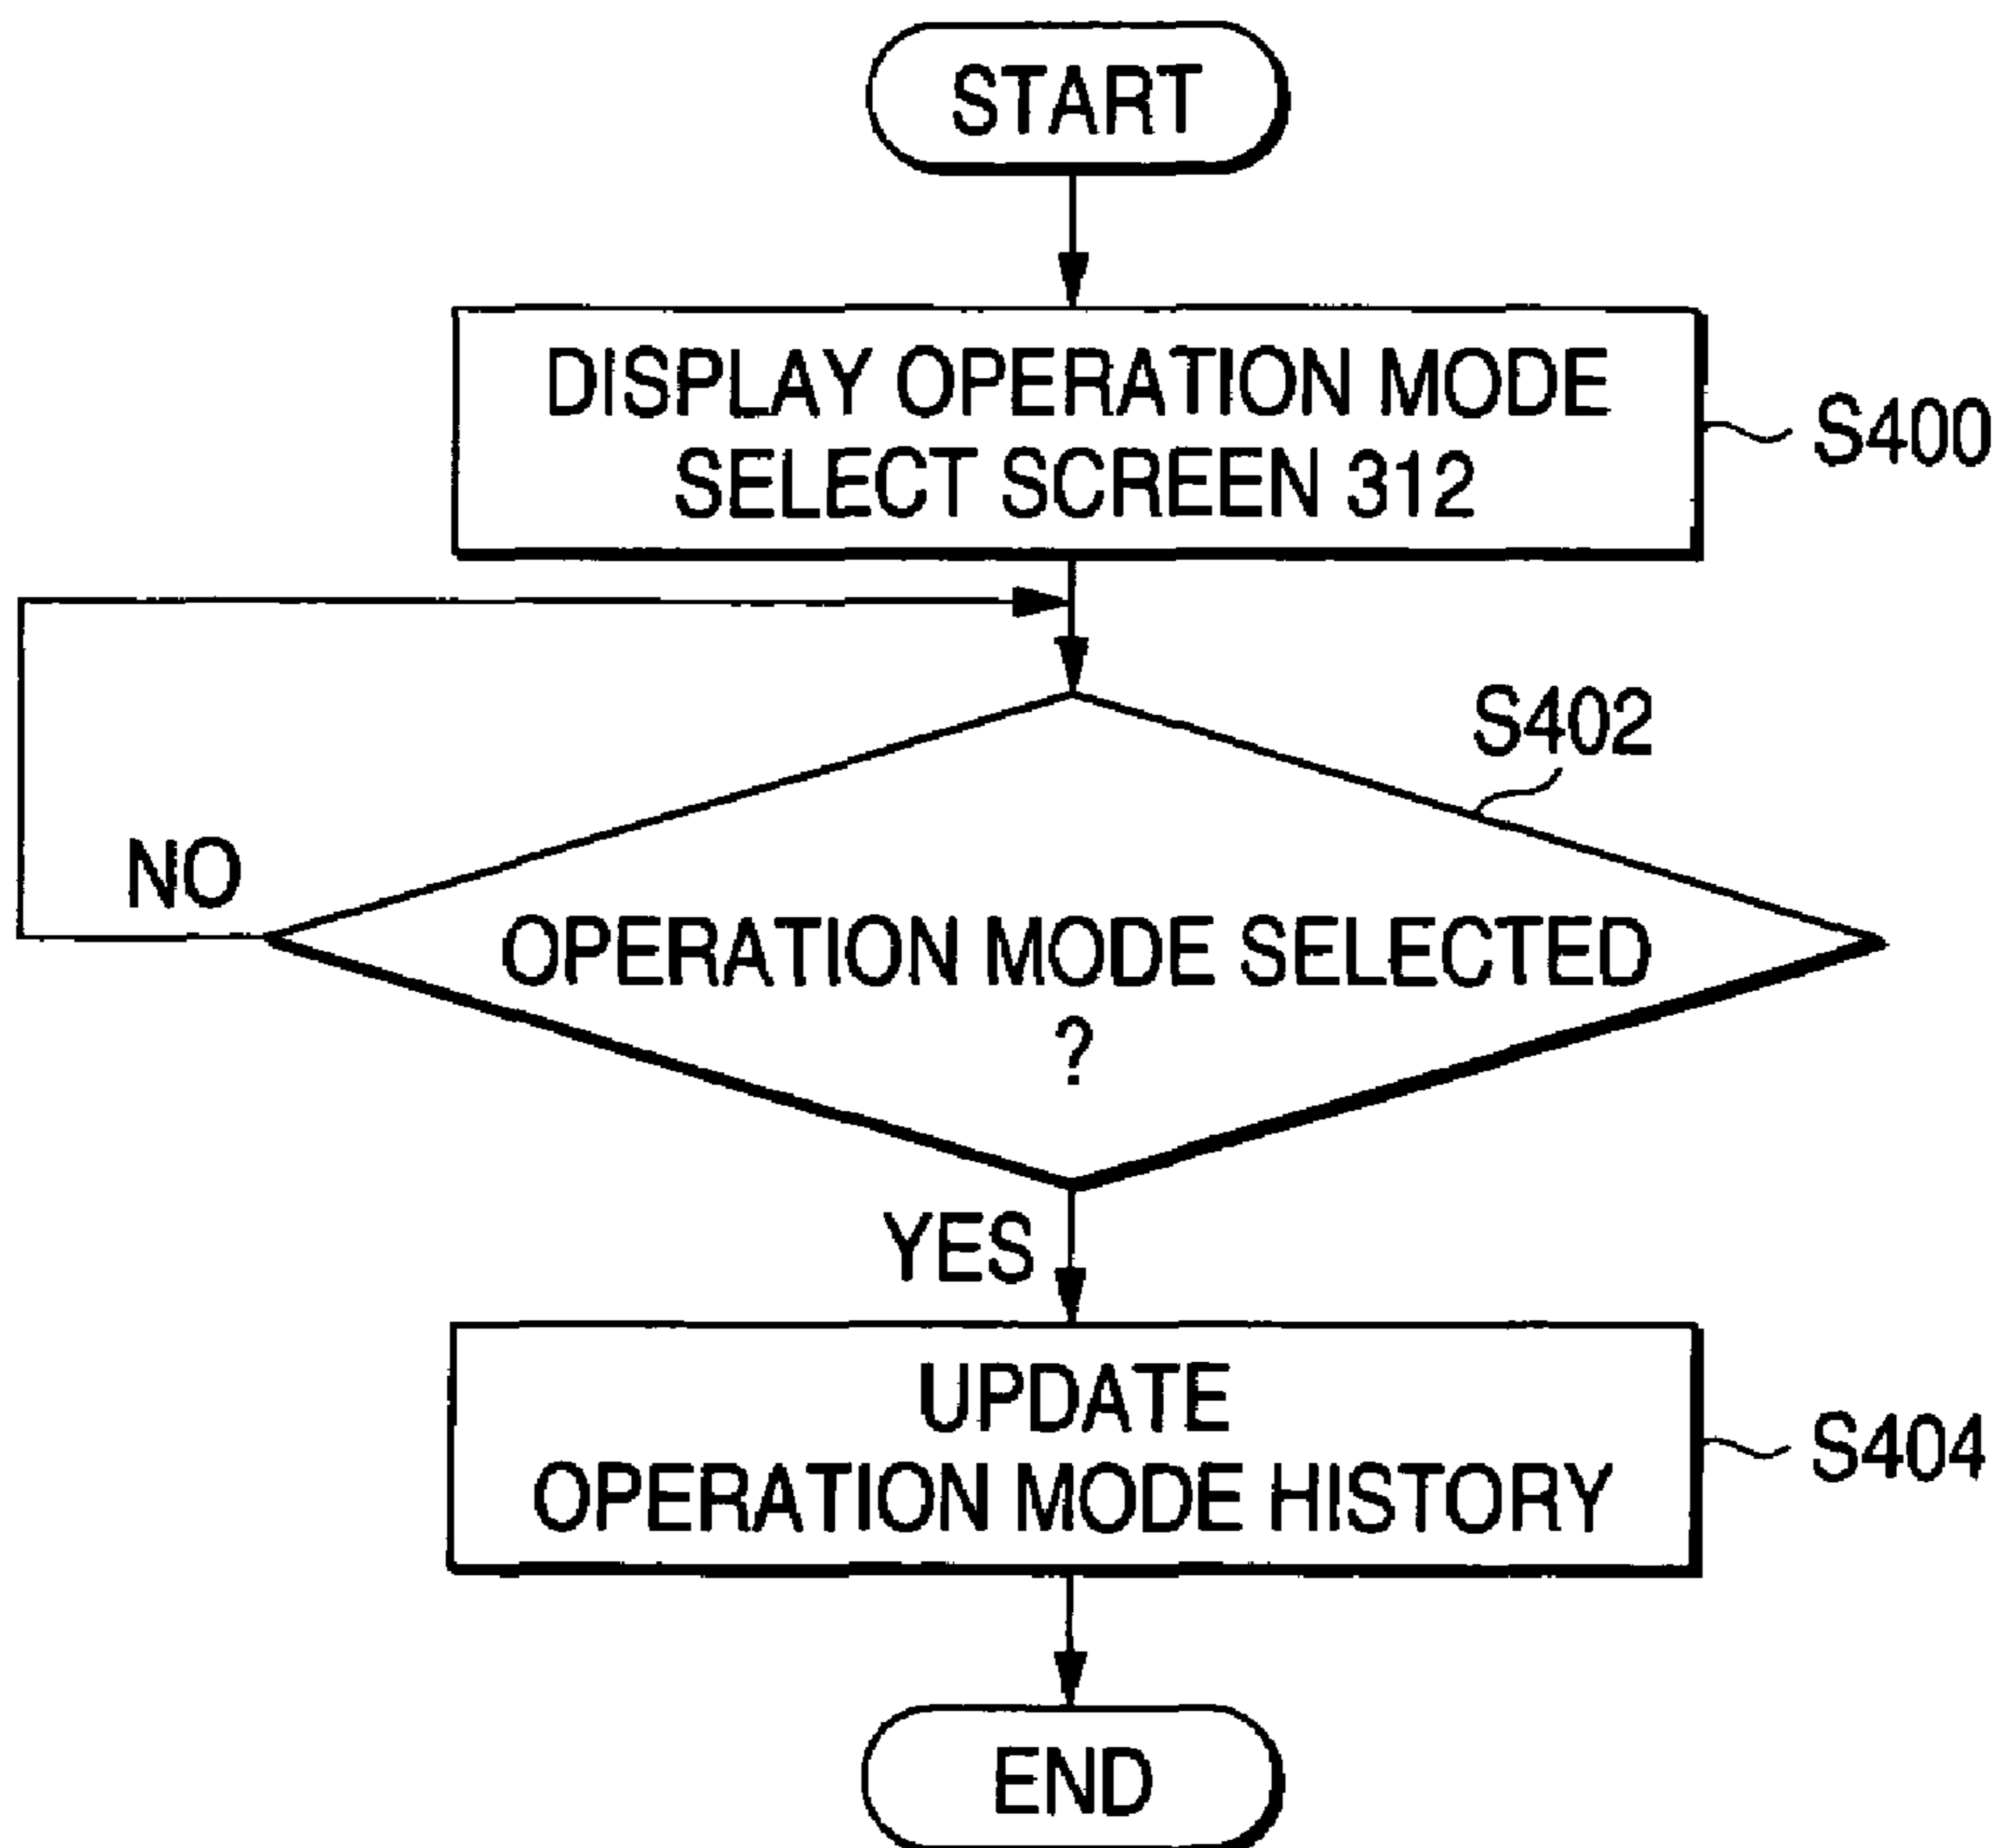 START
DISPLAY OPERATION MODE
SELECT SCREEN 312
S400
S402
NO
OPERATION MODE SELECTED
?
YES
UPDATE
OPERATION MODE HISTORY
S404
END